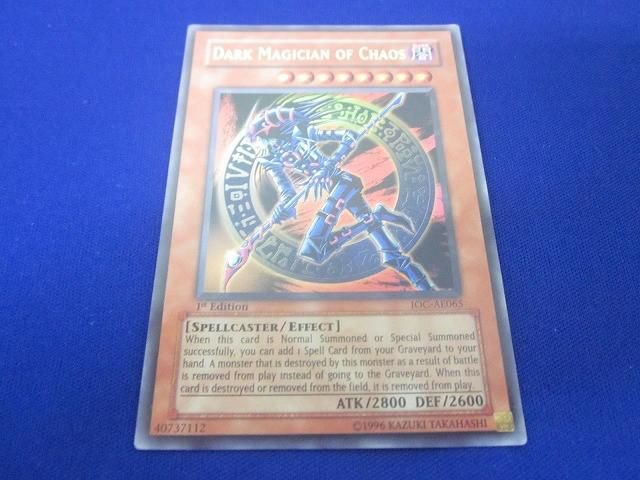 DARK MAGICIAN OF CHAOS 闇
1st Edition IOC-AE065
[SPELLCASTER/EFFECT]
When this card is Normal Summoned or Special Summoned
successfully, you can add 1 Spell Card from your Graveyard to your
hand. A monster that is destroyed by this monster as a result of battle
is removed from play instead of going to the Graveyard. When this
card is destroyed or removed from the field, it is removed from play.
ATK/2800 DEF/2600
40737112 ©1996 KAZUKI TAKAHASHI